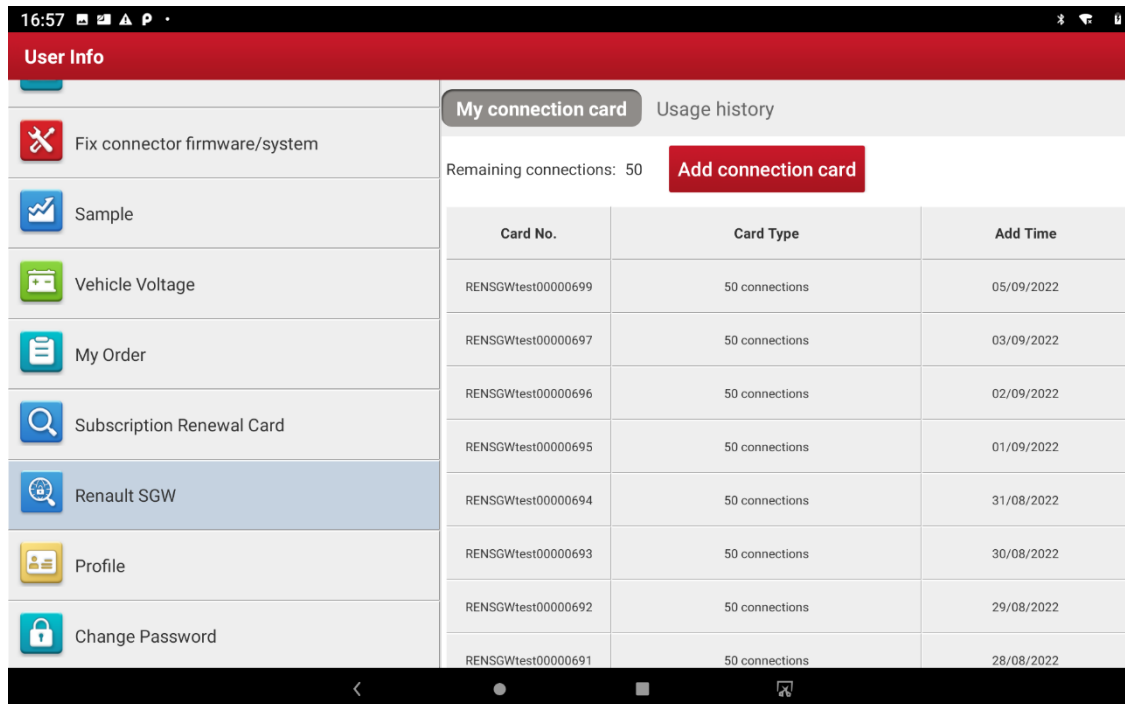 16:57
User Info
Fix connector firmware/system
Sample
Vehicle Voltage
My Order
Subscription Renewal Card
Renault SGW
Profile
Change Password
My connection card Usage history
Remaining connections: 50 Add connection card
Card No. Card Type Add Time
RENSGWtest00000699 50 connections 05/09/2022
RENSGWtest00000697 50 connections 03/09/2022
RENSGWtest00000696 50 connections 02/09/2022
RENSGWtest00000695 50 connections 01/09/2022
RENSGWtest00000694 50 connections 31/08/2022
RENSGWtest00000693 50 connections 30/08/2022
RENSGWtest00000692 50 connections 29/08/2022
RENSGWtest00000691 50 connections 28/08/2022